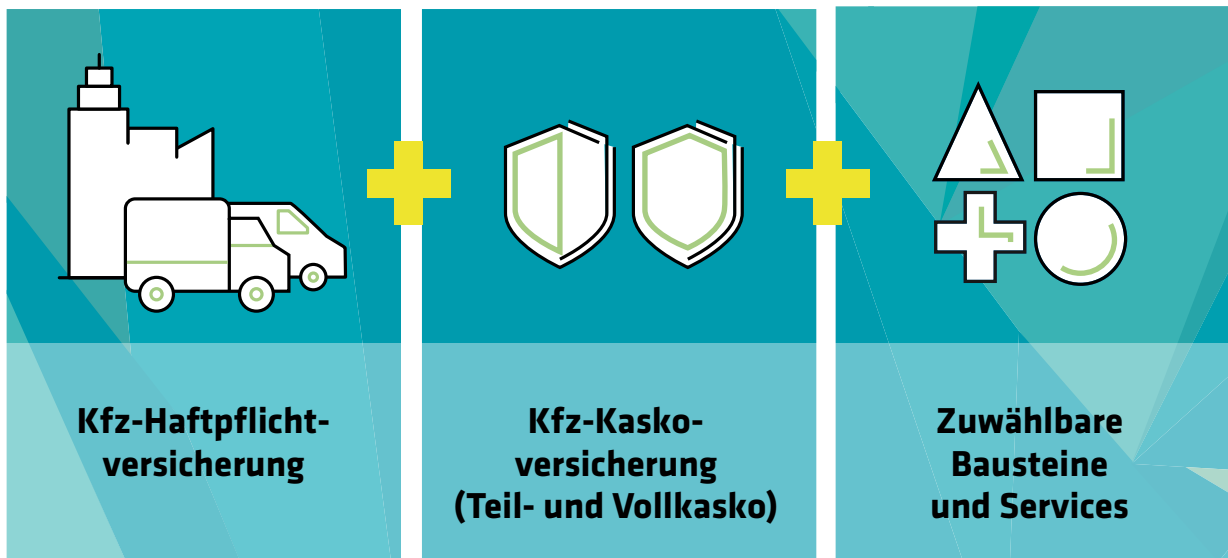 Kfz-Haftpflicht-
versicherung
Kfz-Kasko-
versicherung
(Teil- und Vollkasko)
Zuwählbare
Bausteine
und Services